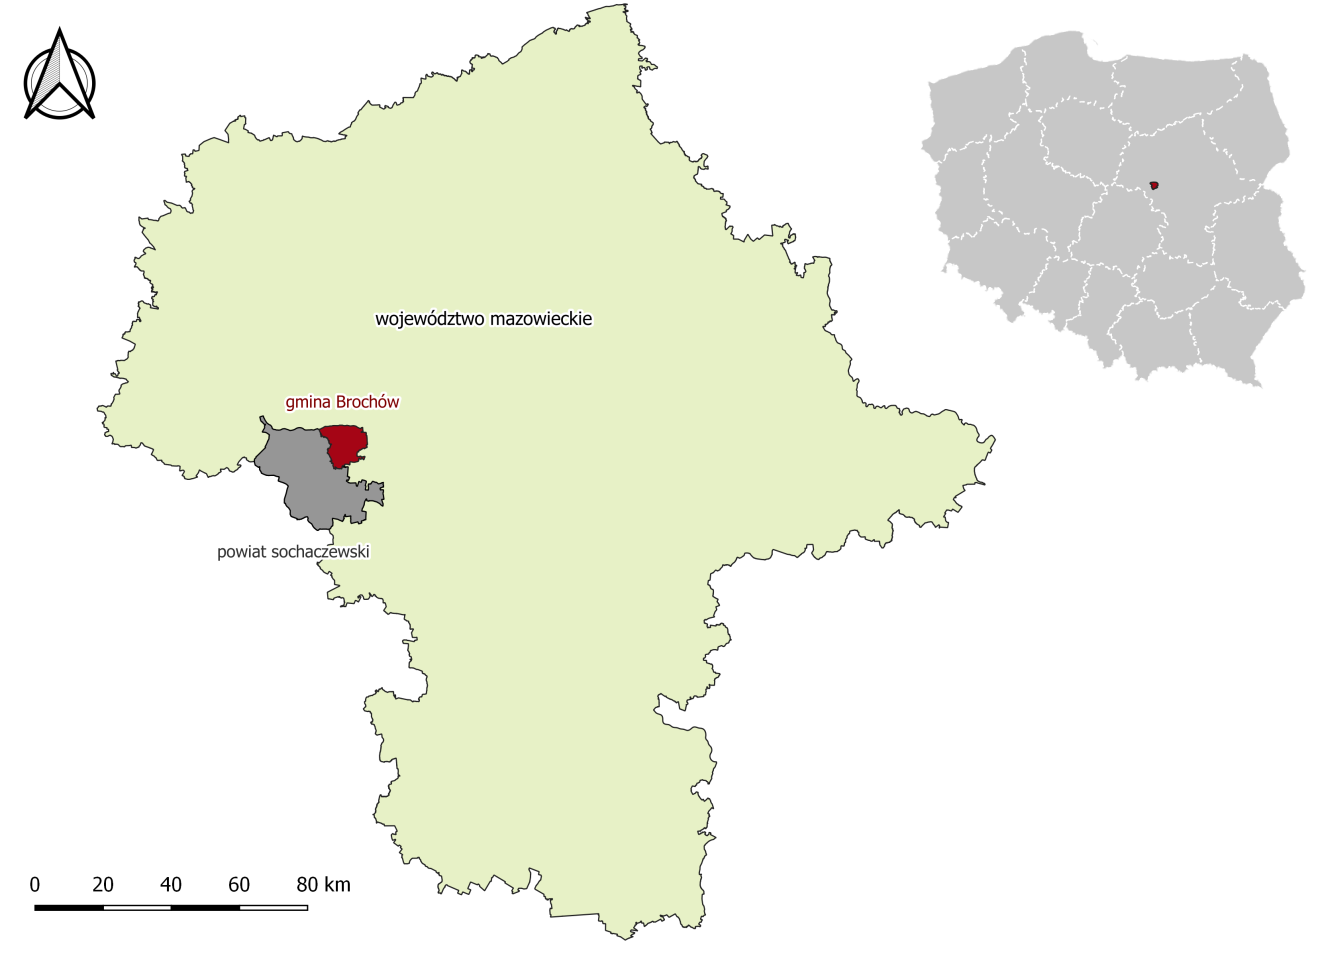 województwo mazowieckie
gmina Brochów
powiat sochaczewski
0 20 40 60 80 km